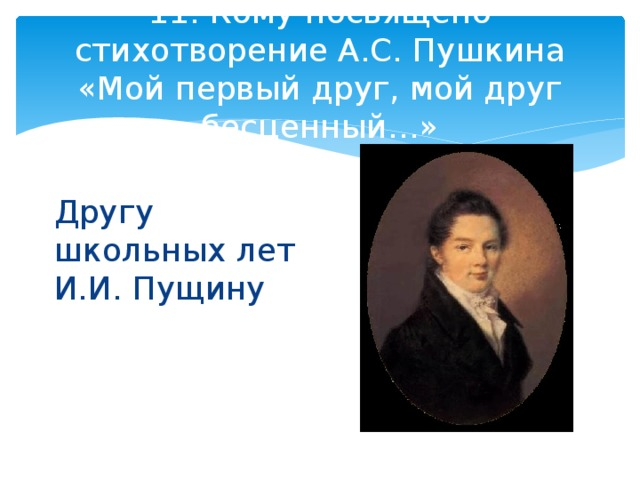 11. Кому посвящено
стихотворение А.С. Пушкина
«Мой первый друг, мой друг
бесценный…»
Другу
школьных лет
И.И. Пущину